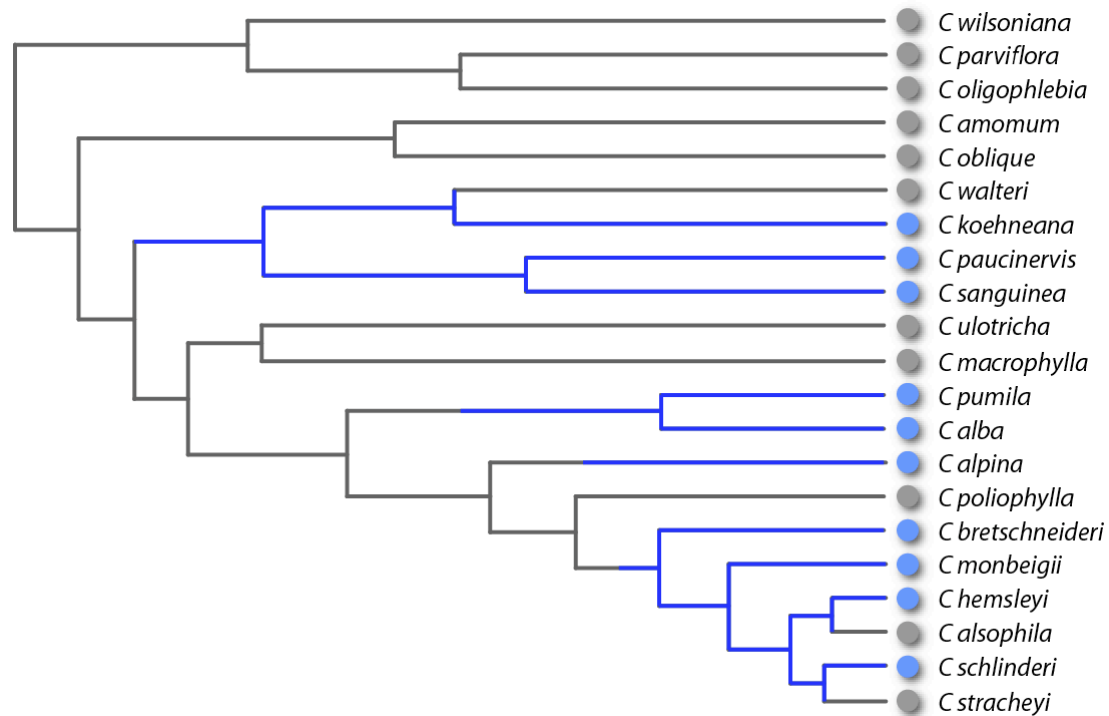 C wilsoniana
C parviflora
C oligophlebia
C amomum
C oblique
C walteri
C koehneana
C paucinervis
C sanguinea
C ulotricha
C macrophylla
C pumila
C alba
C alpina
C poliophylla
C bretschneideri
C monbeigii
C hemsleyi
C alsophila
C schlinderi
C stracheyi